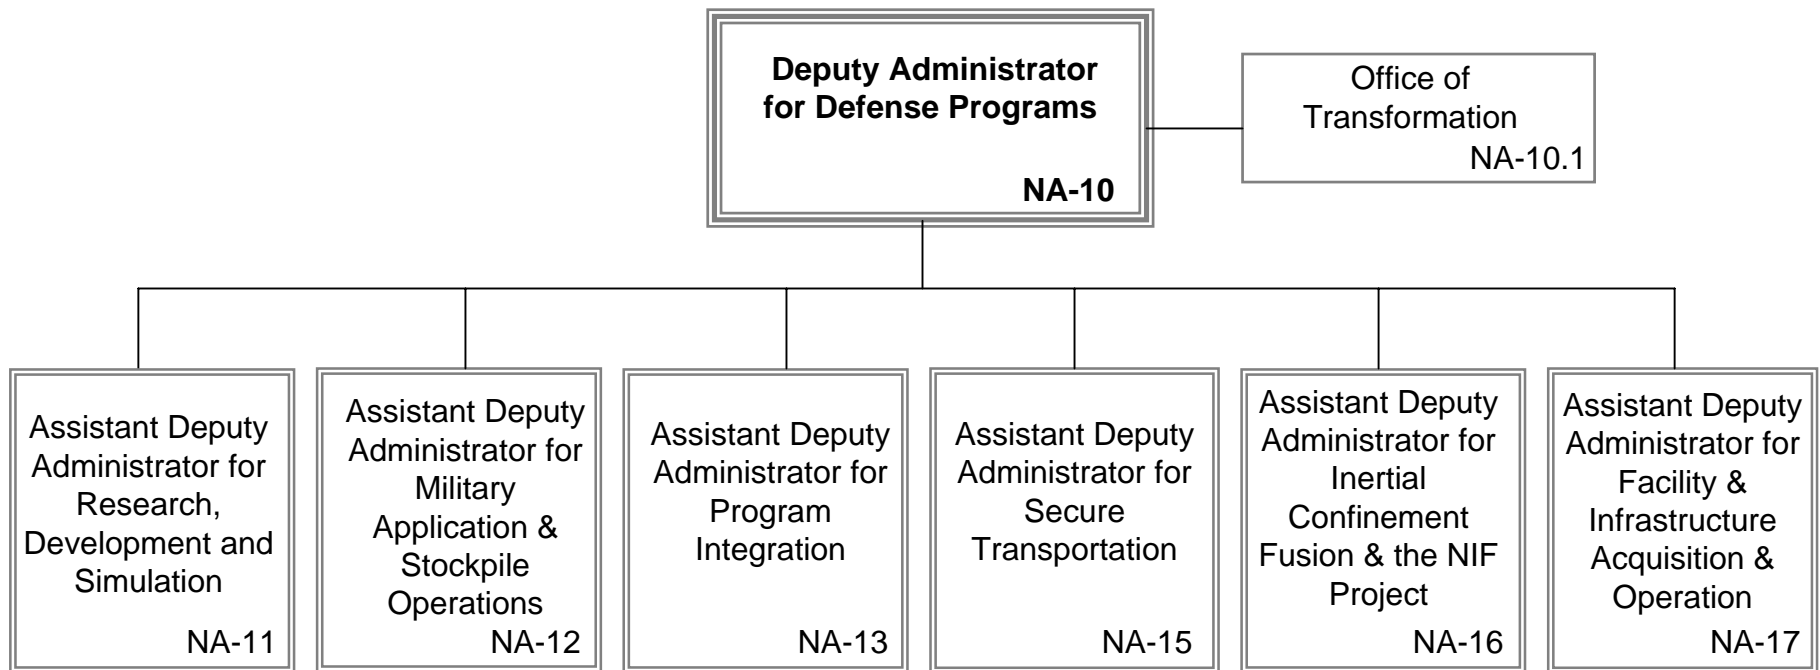 Deputy Administrator
for Defense Programs
NA-10
Office of
Transformation
NA-10.1
Assistant Deputy
Administrator for
Research,
Development and
Simulation
NA-11
Assistant Deputy
Administrator for
Military
Application &
Stockpile
Operations
NA-12
Assistant Deputy
Administrator for
Program
Integration
NA-13
Assistant Deputy
Administrator for
Secure
Transportation
NA-15
Assistant Deputy
Administrator for
Inertial
Confinement
Fusion & the NIF
Project
NA-16
Assistant Deputy
Administrator for
Facility &
Infrastructure
Acquisition &
Operation
NA-17